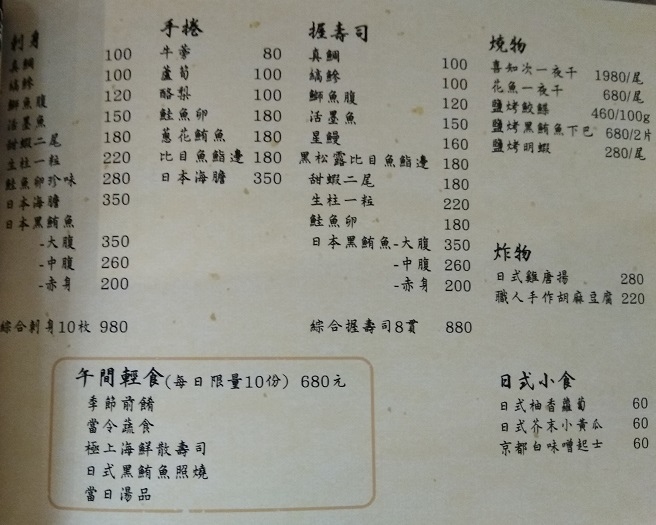 刺身
真鯛 100
縞鰺 100
鰤魚腹 120
活墨魚 150
甜蝦二尾 180
生柱一粒 220
鮭魚卵珍味 280
日本海膽 350
日本黑鮪魚
-大腹 350
-中腹 260
-赤身 200
綜合刺身10枚 980
手捲
牛蒡 80
蘆筍 100
酪梨 100
鮭魚卵 180
蔥花鮪魚 180
比目魚鰭邊 180
日本海膽 350
握壽司
真鯛 100
縞鰺 100
鰤魚腹 120
活墨魚 150
星鰻 160
黑松露比目魚鰭邊 180
甜蝦二尾 180
生柱一粒 220
鮭魚卵 180
日本黑鮪魚-大腹 350
-中腹 260
-赤身 200
綜合握壽司8貫 880
燒物
喜知次一夜干 1980/尾
花魚一夜干 680/尾
鹽烤鮫鰈 460/100g
鹽烤黑鮪魚下巴 680/2片
鹽烤明蝦 280/尾
炸物
日式雞唐揚 280
職人手作胡麻豆腐 220
日式小食
日式柚香蘿蔔 60
日式芥末小黃瓜 60
京都白味噌起士 60
午間輕食(每日限量10份) 680元
季節前餚
當令蔬食
極上海鮮散壽司
日式黑鮪魚照燒
當日湯品